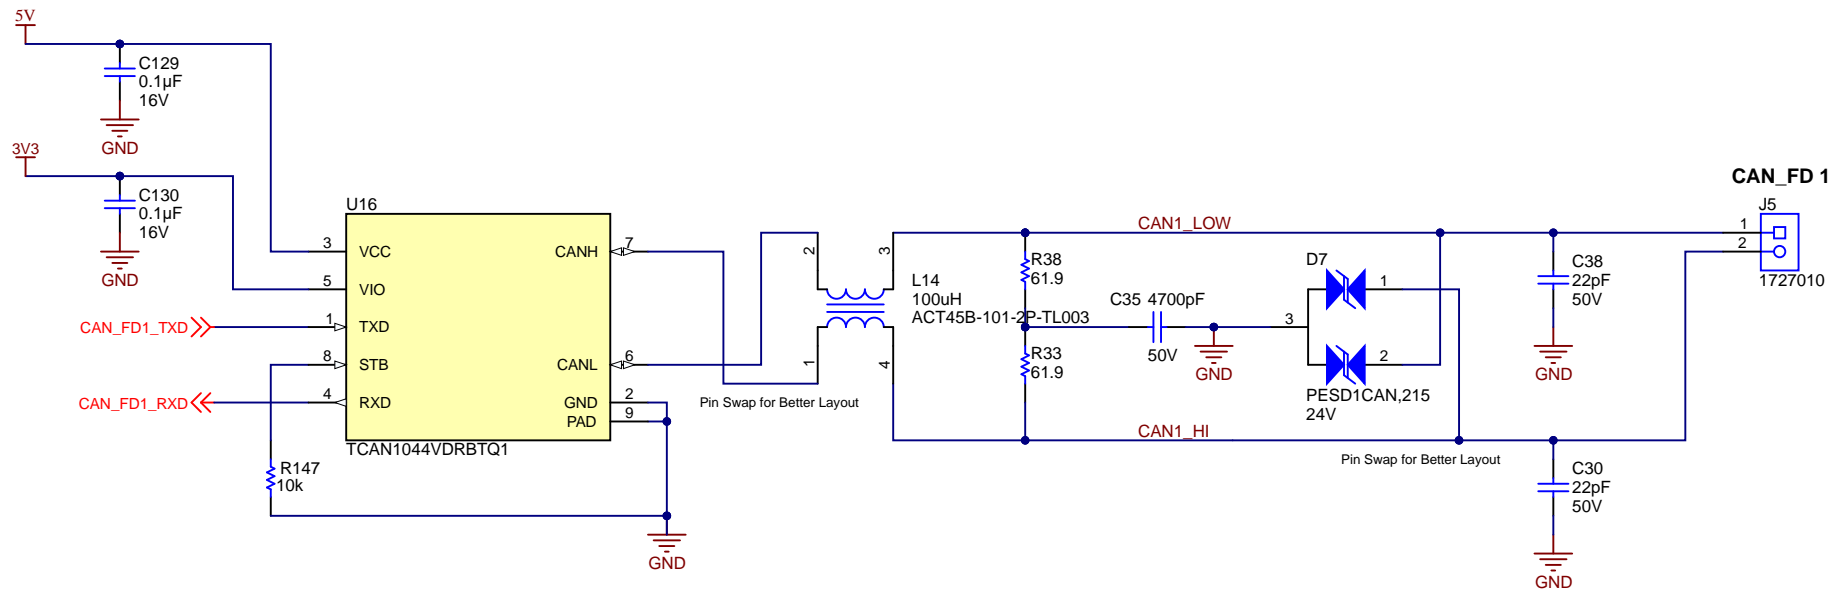 5V
C129
0.1µF
16V
GND
3V3
C130
0.1µF
16V
GND
U16
3 VCC
5 VIO
CAN_FD1_TXD 1 TXD
8 STB
CAN_FD1_RXD 4 RXD
CANH 7
CANL 6
GND 2
PAD 9
TCAN1044VDRBTQ1
R147
10k
GND
2
3
1
4
L14
100uH
ACT45B-101-2P-TL003
Pin Swap for Better Layout
CAN1_LOW
R38
61.9
R33
61.9
C35 4700pF
50V
GND
CAN1_HI
D7
1
3
2
PESD1CAN,215
24V
Pin Swap for Better Layout
C38
22pF
50V
GND
C30
22pF
50V
GND
CAN_FD 1
J5
1
2
1727010